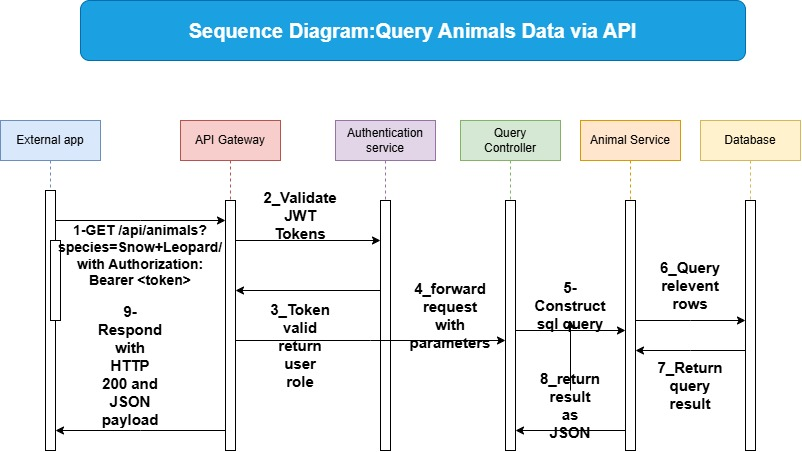 Sequence Diagram:Query Animals Data via API
External app
API Gateway
Authentication
service
Query
Controller
Animal Service
Database
1-GET /api/animals?
species=Snow+Leopard/
with Authorization:
Bearer <token>
2_Validate
JWT
Tokens
3_Token
valid
return
user
role
4_forward
request
with
parameters
5-
Construct
sql query
6_Query
relevent
rows
7_Return
query
result
8_return
result
as
JSON
9-
Respond
with
HTTP
200 and
JSON
payload